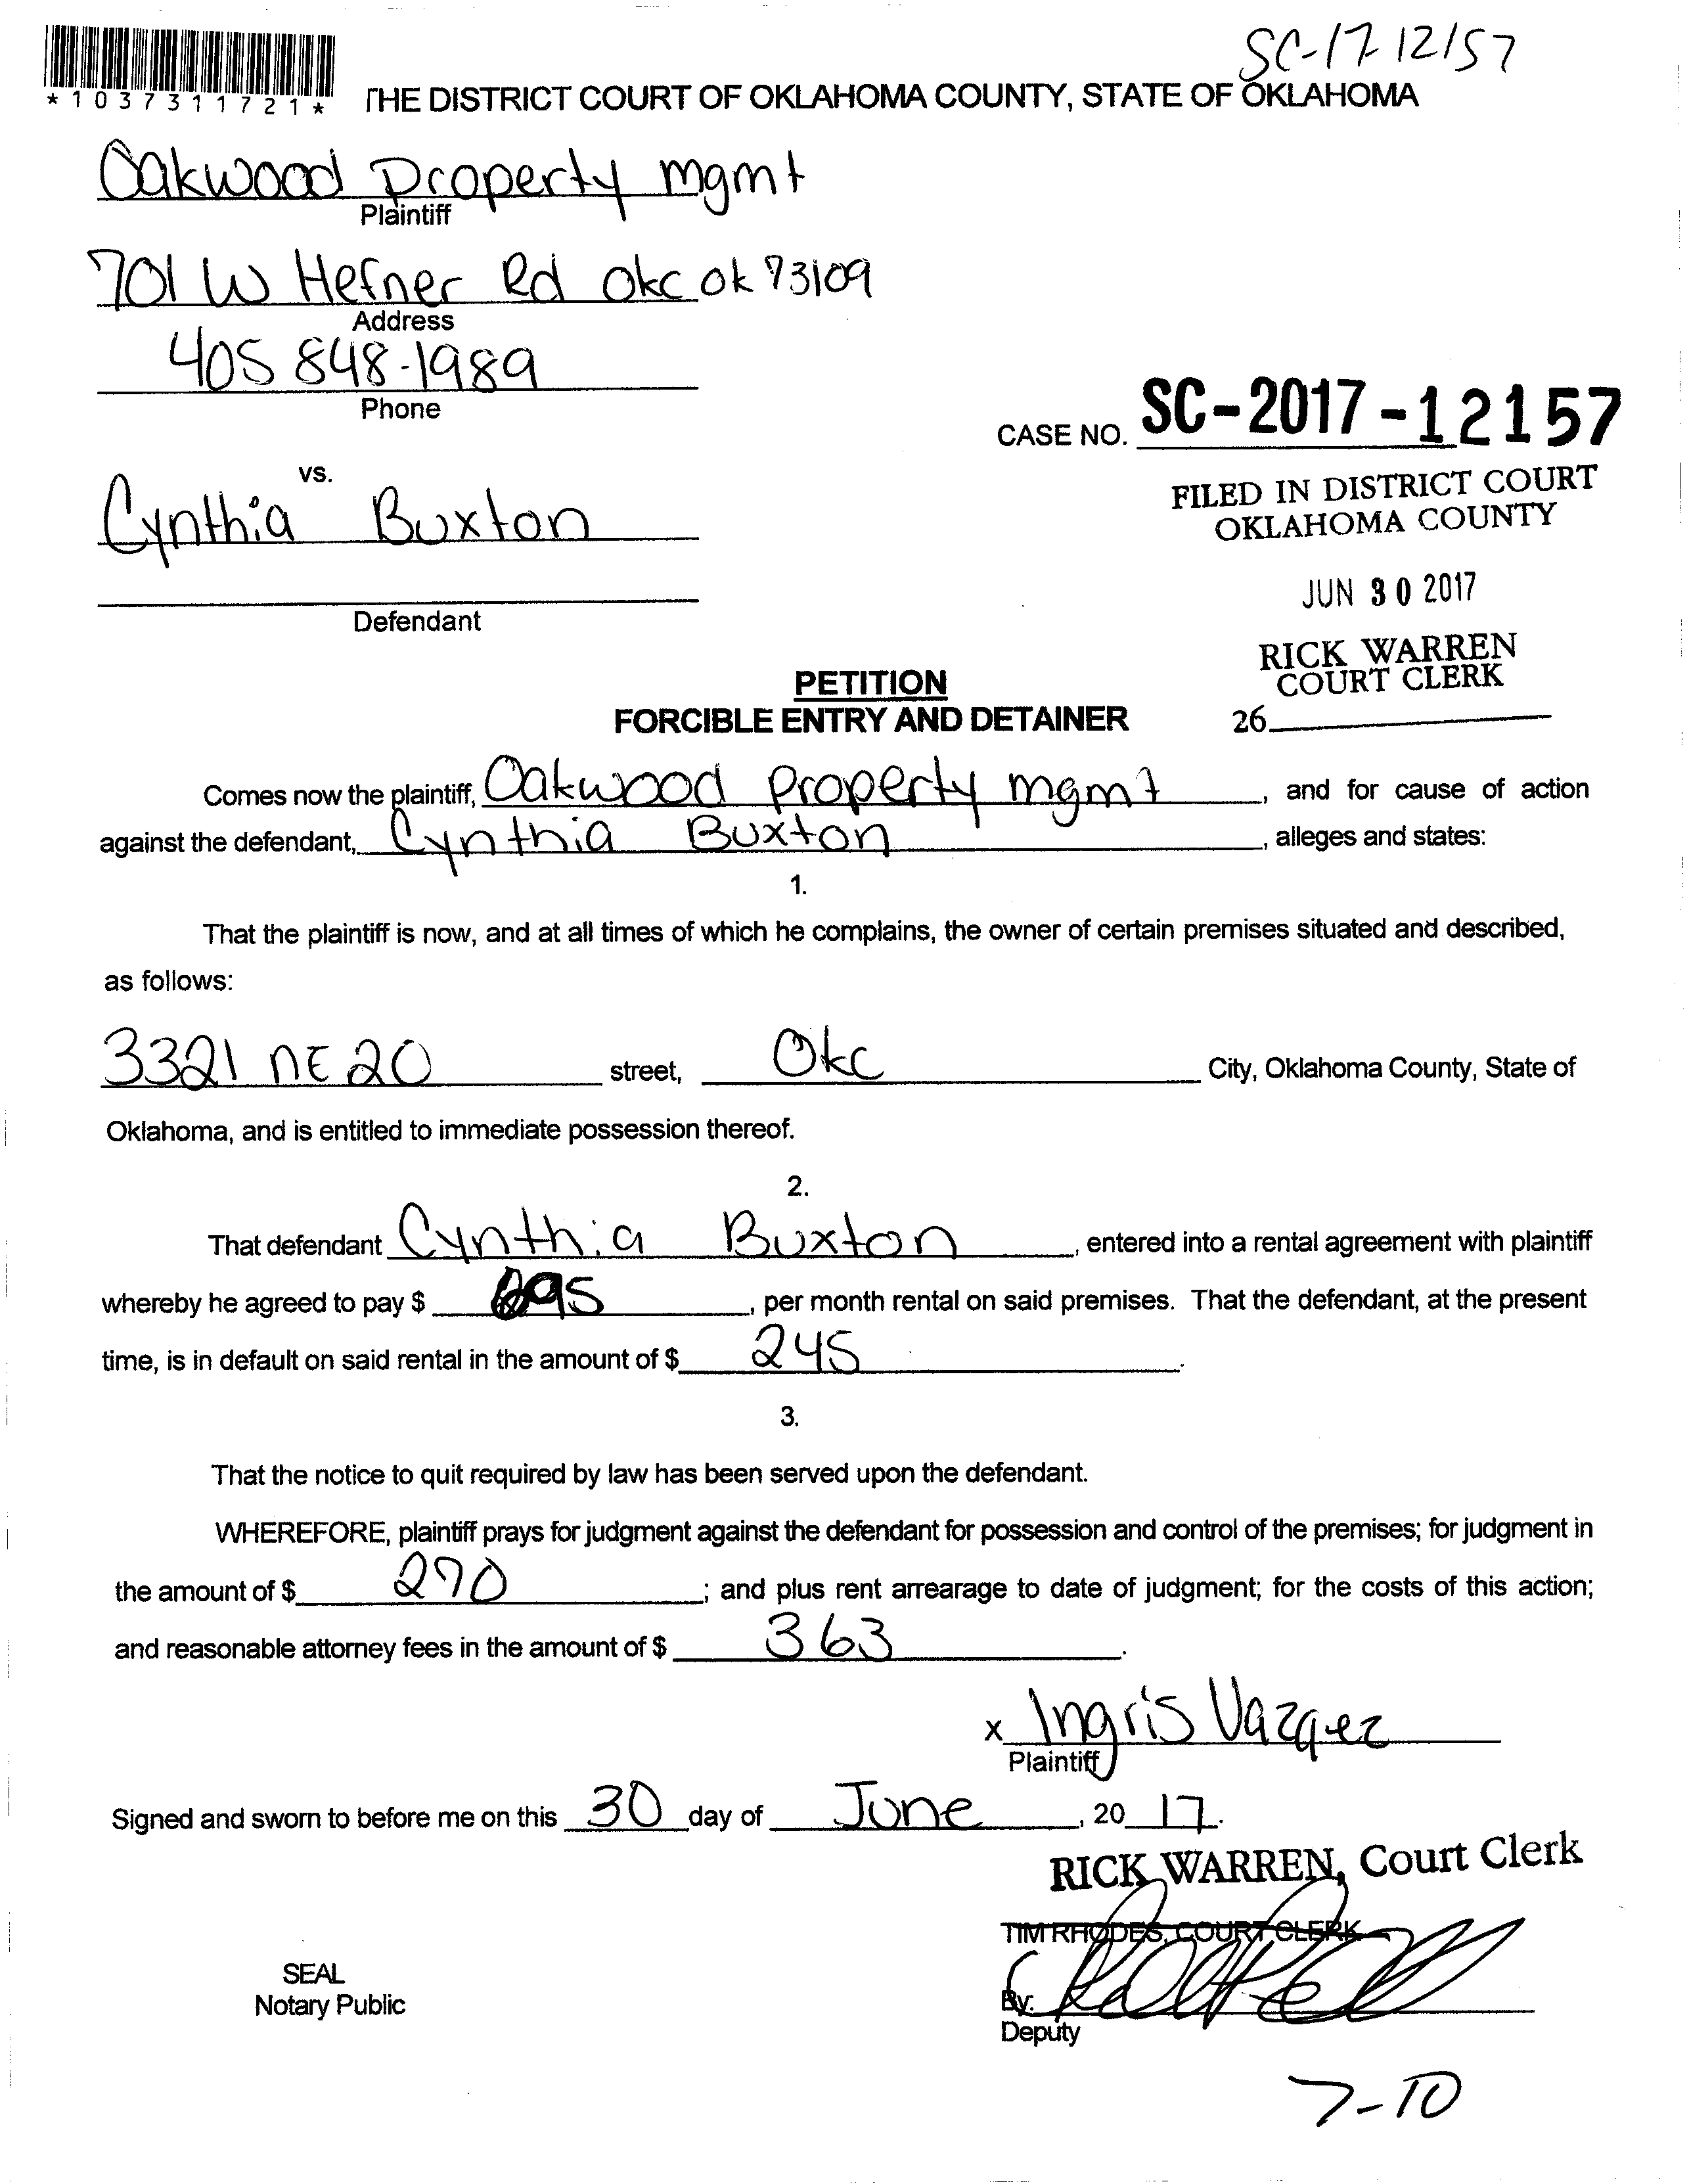 SC-17-12157
*1037311721*
THE DISTRICT COURT OF OKLAHOMA COUNTY, STATE OF OKLAHOMA
Oakwood Property mgmt
Plaintiff
701 W Hefner Rd Okc Ok 73109
Address
405 848-1989
Phone
CASE NO. SC-2017-12157
vs.
FILED IN DISTRICT COURT
OKLAHOMA COUNTY
Cynthia Buxton
JUN 30 2017
Defendant
RICK WARREN
COURT CLERK
PETITION
FORCIBLE ENTRY AND DETAINER
26
Comes now the plaintiff, Oakwood Property mgmt, and for cause of action
against the defendant, Cynthia Buxton, alleges and states:
1.
That the plaintiff is now, and at all times of which he complains, the owner of certain premises situated and described,
as follows:
3321 NE 20 street, Okc City, Oklahoma County, State of
Oklahoma, and is entitled to immediate possession thereof.
2.
That defendant Cynthia Buxton, entered into a rental agreement with plaintiff
whereby he agreed to pay $ 95, per month rental on said premises. That the defendant, at the present
time, is in default on said rental in the amount of $ 245.
3.
That the notice to quit required by law has been served upon the defendant.
WHEREFORE, plaintiff prays for judgment against the defendant for possession and control of the premises; for judgment in
the amount of $ 270; and plus rent arrearage to date of judgment; for the costs of this action;
and reasonable attorney fees in the amount of $ 363.
x Ingris Vazquez
Plaintiff
Signed and sworn to before me on this 30 day of June, 20 17.
RICK WARREN, Court Clerk
TIM RHODES, COURT CLERK
SEAL
Notary Public
By:
Deputy
7-10